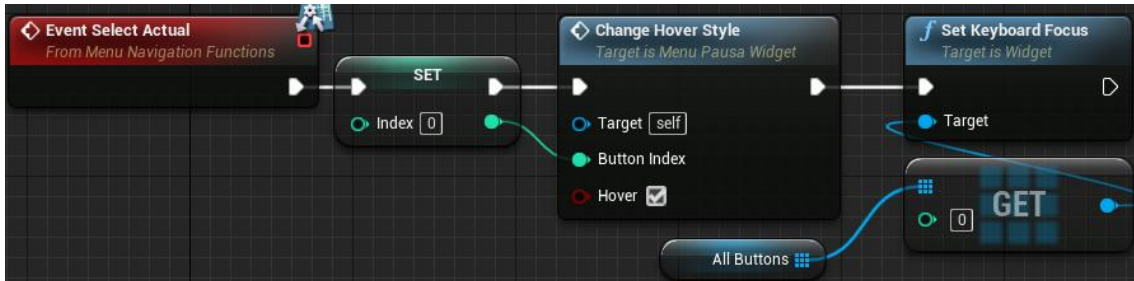 Event Select Actual
From Menu Navigation Functions
SET
Index 0
Change Hover Style
Target is Menu Pausa Widget
Target self
Button Index
Hover
f Set Keyboard Focus
Target is Widget
Target
0 GET
All Buttons